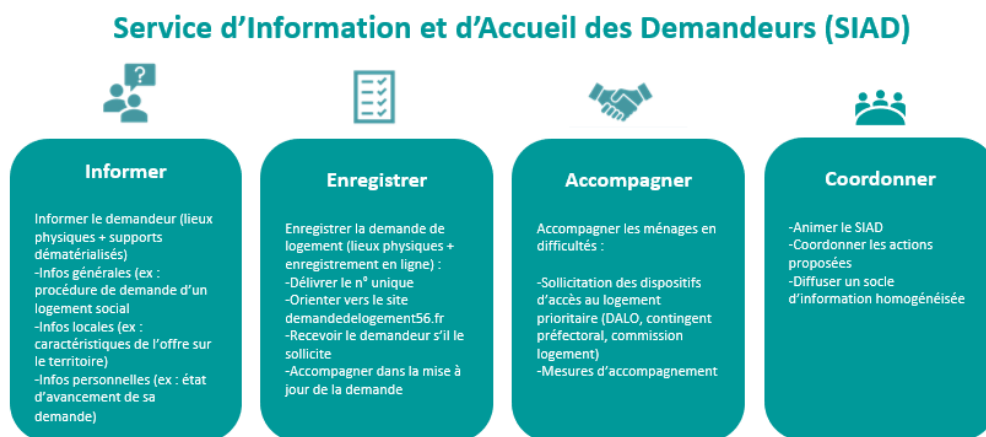 Service d'Information et d'Accueil des Demandeurs (SIAD)
?
Informer
Informer le demandeur (lieux
physiques + supports
dématérialisés)
-Infos générales (ex :
procédure de demande d'un
logement social
-Infos locales (ex :
caractéristiques de l'offre sur
le territoire)
-Infos personnelles (ex : état
d'avancement de sa
demande)
Enregistrer
Enregistrer la demande de
logement (lieux physiques +
enregistrement en ligne) :
-Délivrer le n° unique
-Orienter vers le site
demandedelogement56.fr
-Recevoir le demandeur s'il le
sollicite
-Accompagner dans la mise à
jour de la demande
Accompagner
Accompagner les ménages en
difficultés :
-Sollicitation des dispositifs
d'accès au logement
prioritaire (DALO, contingent
préfectoral, commission
logement)
-Mesures d'accompagnement
Coordonner
-Animer le SIAD
-Coordonner les actions
proposées
-Diffuser un socle
d'information homogénéisée